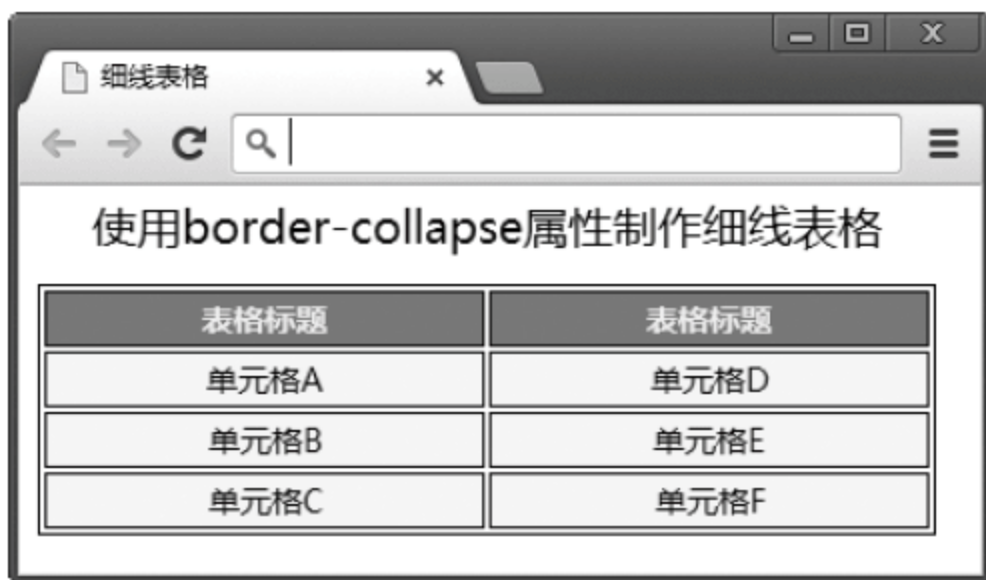 细线表格
使用border-collapse属性制作细线表格
表格标题 表格标题
单元格A 单元格D
单元格B 单元格E
单元格C 单元格F